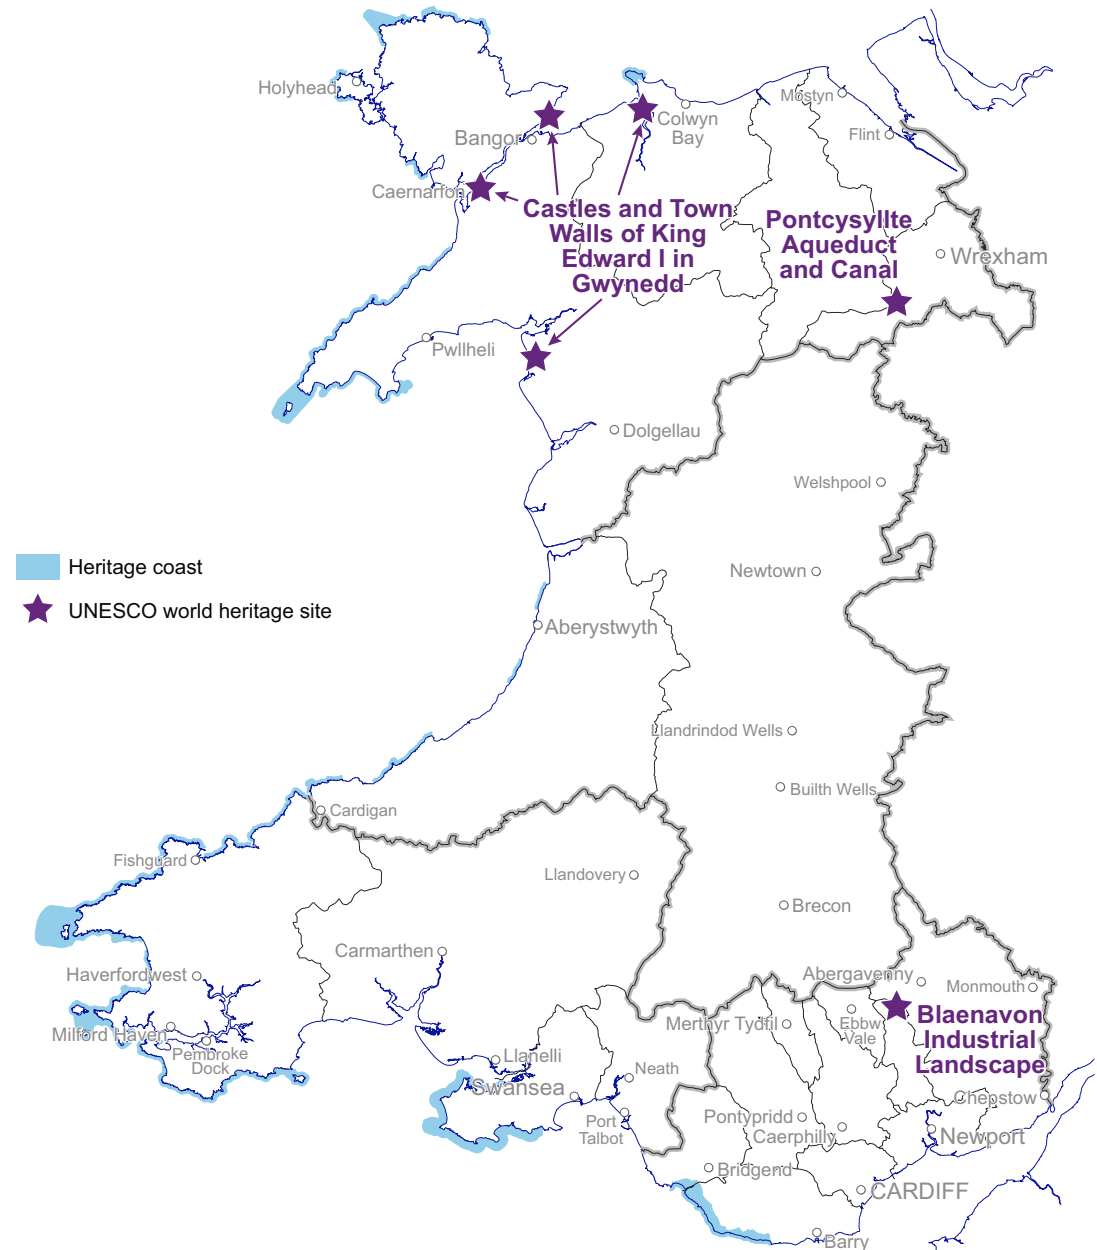 Holyhead
Mostyn
Colwyn
Bay
Flint
Bangor
Caernarfon
Castles and Town
Walls of King
Edward I in
Gwynedd
Pontcysyllte
Aqueduct
and Canal
Wrexham
Pwllheli
Dolgellau
Welshpool
Heritage coast
Newtown
UNESCO world heritage site
Aberystwyth
Llandrindod Wells
Builth Wells
Cardigan
Fishguard
Llandovery
Brecon
Carmarthen
Haverfordwest
Abergavenny
Monmouth
Milford Haven
Merthyr Tydfil
Ebbw
Vale
Blaenavon
Industrial
Landscape
Pembroke
Dock
Llanelli
Neath
Swansea
Chepstow
Port
Talbot
Pontypridd
Caerphilly
Newport
Bridgend
CARDIFF
Barry